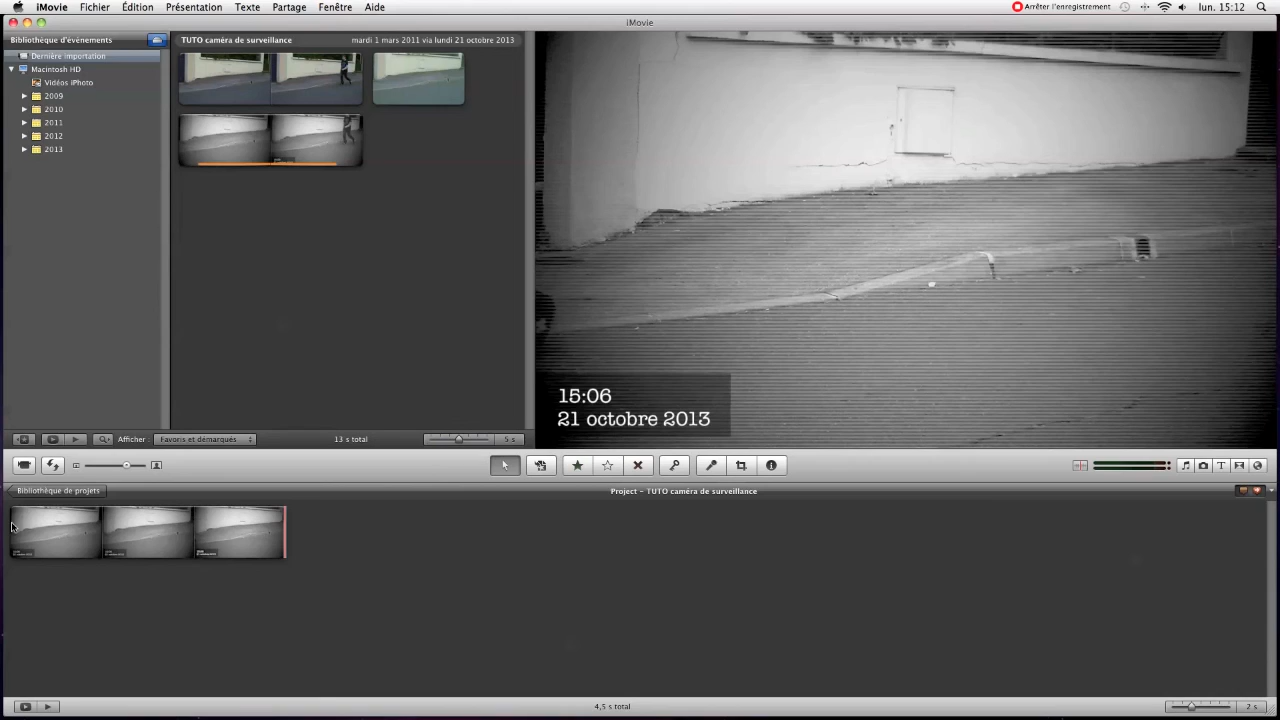 iMovie Fichier Édition Présentation Texte Partage Fenêtre Aide Arrêter l'enregistrement lun. 15:12
iMovie
Bibliothèque d'évènements TUTO caméra de surveillance mardi 1 mars 2011 via lundi 21 octobre 2013
Dernière importation
Macintosh HD
Vidéos iPhoto
2009
2010
2011
2012
2013
15:06
21 octobre 2013
Afficher : Favoris et démarqués 13 s total 5 s
Bibliothèque de projets Project – TUTO caméra de surveillance
4,5 s total 2 s